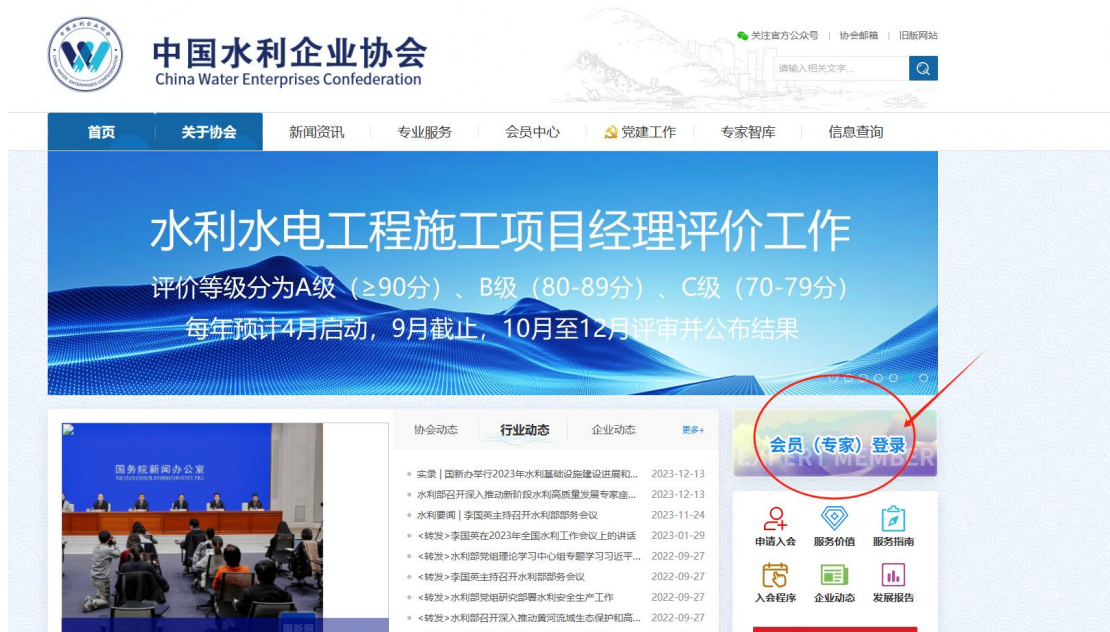 中国水利企业协会
China Water Enterprises Confederation
关注官方公众号 | 协会邮箱 | 旧版网站
请输入相关文字...
首页 关于协会 新闻资讯 专业服务 会员中心 党建工作 专家智库 信息查询
水利水电工程施工项目经理评价工作
评价等级分为A级（≥90分）、B级（80-89分）、C级（70-79分）
每年预计4月启动，9月截止，10月至12月评审并公布结果
协会动态 行业动态 企业动态 更多+
实录 | 国新办举行2023年水利基础设施建设进展和... 2023-12-13
水利部召开深入推动新阶段水利高质量发展专家座... 2023-12-13
水利要闻 | 李国英主持召开水利部部务会议 2023-11-24
<转发>李国英在2023年全国水利工作会议上的讲话 2023-01-29
<转发>水利部党组理论学习中心组专题学习习近平... 2022-09-27
<转发>李国英主持召开水利部部务会议 2022-09-27
<转发>水利部党组研究部署水利安全生产工作 2022-09-27
<转发>水利部召开深入推动黄河流域生态保护和高... 2022-09-27
国务院新闻办公室
国新闻
会员（专家）登录
EXPERT MEMBER
申请入会 服务价值 服务指南
入会程序 企业动态 发展报告